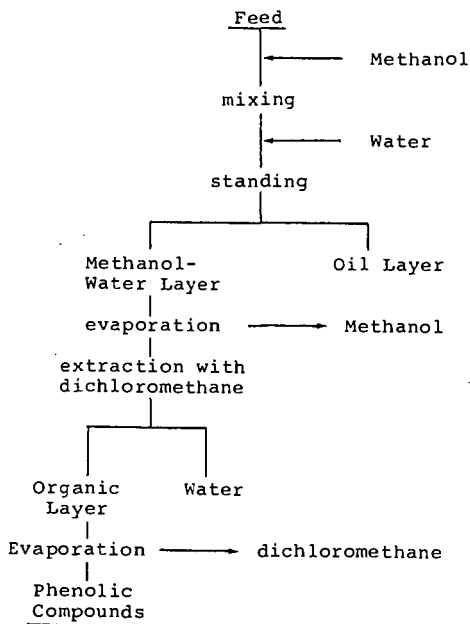 Feed
Methanol
mixing
Water
standing
Methanol-
Water Layer
Oil Layer
evaporation
Methanol
extraction with
dichloromethane
Organic
Layer
Water
Evaporation
dichloromethane
Phenolic
Compounds